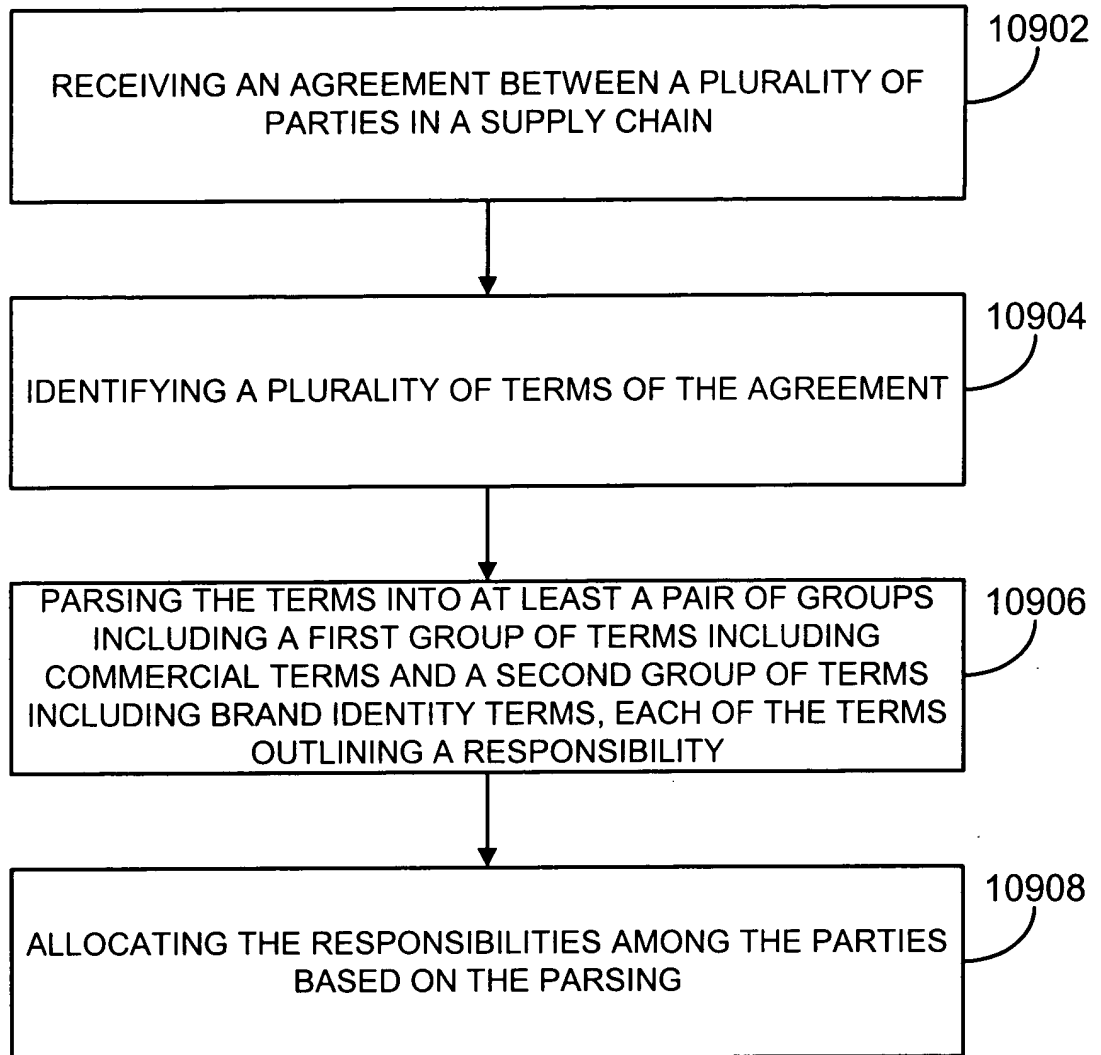 10902
RECEIVING AN AGREEMENT BETWEEN A PLURALITY OF
PARTIES IN A SUPPLY CHAIN
10904
IDENTIFYING A PLURALITY OF TERMS OF THE AGREEMENT
10906
PARSING THE TERMS INTO AT LEAST A PAIR OF GROUPS
INCLUDING A FIRST GROUP OF TERMS INCLUDING
COMMERCIAL TERMS AND A SECOND GROUP OF TERMS
INCLUDING BRAND IDENTITY TERMS, EACH OF THE TERMS
OUTLINING A RESPONSIBILITY
10908
ALLOCATING THE RESPONSIBILITIES AMONG THE PARTIES
BASED ON THE PARSING